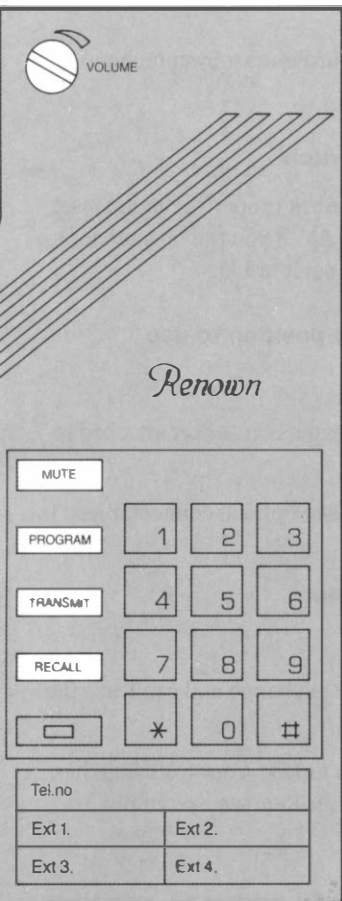 VOLUME
Renown
MUTE
PROGRAM 1 2 3
TRANSMIT 4 5 6
RECALL 7 8 9
* 0 #
Tel.no
Ext 1. Ext 2.
Ext 3. Ext 4.